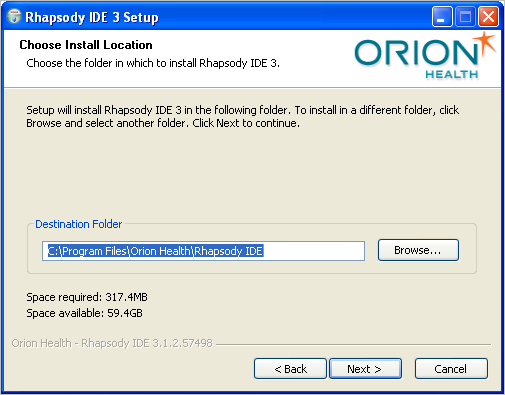 Rhapsody IDE 3 Setup
Choose Install Location
Choose the folder in which to install Rhapsody IDE 3.
ORION
HEALTH
Setup will install Rhapsody IDE 3 in the following folder. To install in a different folder, click
Browse and select another folder. Click Next to continue.
Destination Folder
C:\Program Files\Orion Health\Rhapsody IDE
Browse...
Space required: 317.4MB
Space available: 59.4GB
Orion Health - Rhapsody IDE 3.1.2.57498
< Back
Next >
Cancel